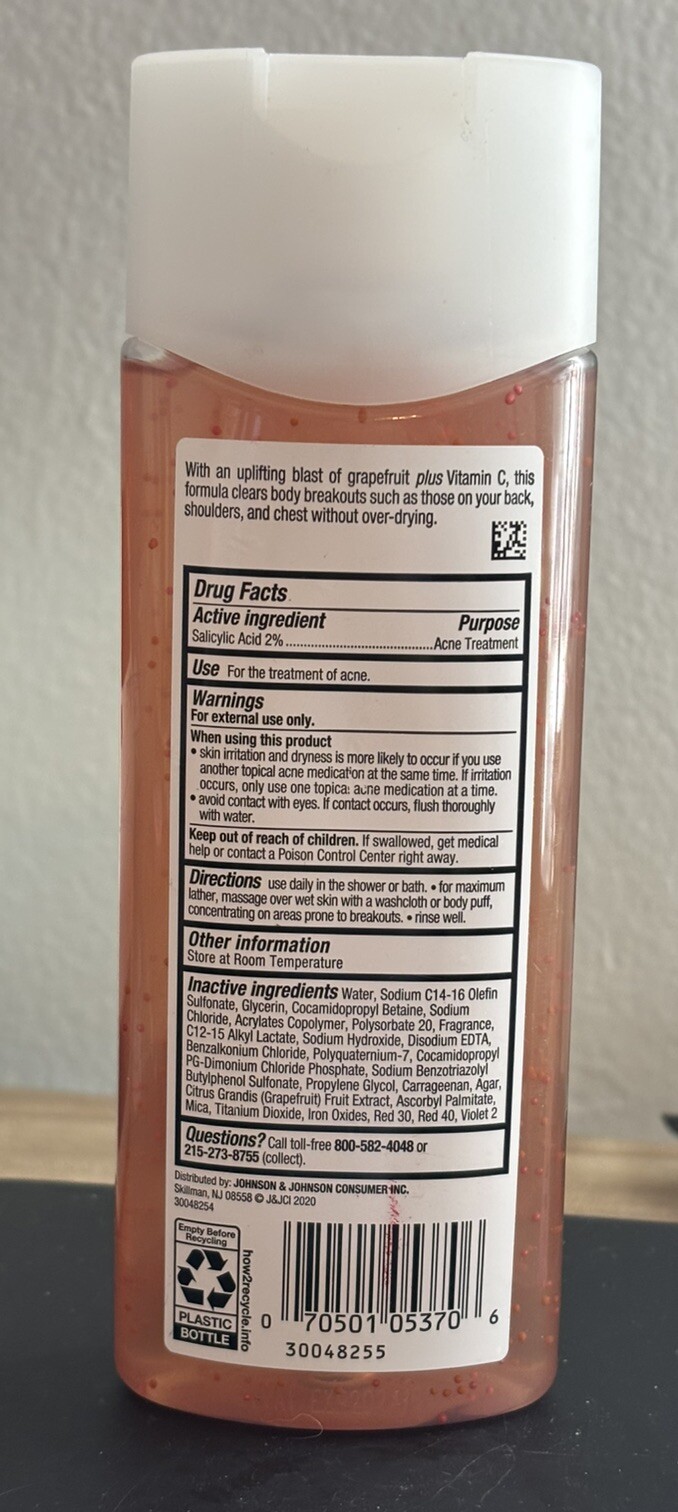 With an uplifting blast of grapefruit plus Vitamin C, this
formula clears body breakouts such as those on your back,
shoulders, and chest without over-drying.
Drug Facts
Active ingredient Purpose
Salicylic Acid 2%..........................................Acne Treatment
Use For the treatment of acne.
Warnings
For external use only.
When using this product
• skin irritation and dryness is more likely to occur if you use
another topical acne medication at the same time. If irritation
occurs, only use one topical acne medication at a time.
• avoid contact with eyes. If contact occurs, flush thoroughly
with water.
Keep out of reach of children. If swallowed, get medical
help or contact a Poison Control Center right away.
Directions use daily in the shower or bath. • for maximum
lather, massage over wet skin with a washcloth or body puff,
concentrating on areas prone to breakouts. • rinse well.
Other information
Store at Room Temperature
Inactive ingredients Water, Sodium C14-16 Olefin
Sulfonate, Glycerin, Cocamidopropyl Betaine, Sodium
Chloride, Acrylates Copolymer, Polysorbate 20, Fragrance,
C12-15 Alkyl Lactate, Sodium Hydroxide, Disodium EDTA,
Benzalkonium Chloride, Polyquaternium-7, Cocamidopropyl
PG-Dimonium Chloride Phosphate, Sodium Benzotriazolyl
Butylphenol Sulfonate, Propylene Glycol, Carrageenan, Agar,
Citrus Grandis (Grapefruit) Fruit Extract, Ascorbyl Palmitate,
Mica, Titanium Dioxide, Iron Oxides, Red 30, Red 40, Violet 2
Questions? Call toll-free 800-582-4048 or
215-273-8755 (collect).
Distributed by: JOHNSON & JOHNSON CONSUMER INC.
Skillman, NJ 08558 © J&JCI 2020
30048254
Empty Before
Recycling
PLASTIC
BOTTLE
how2recycle.info
0 70501 05370 6
30048255